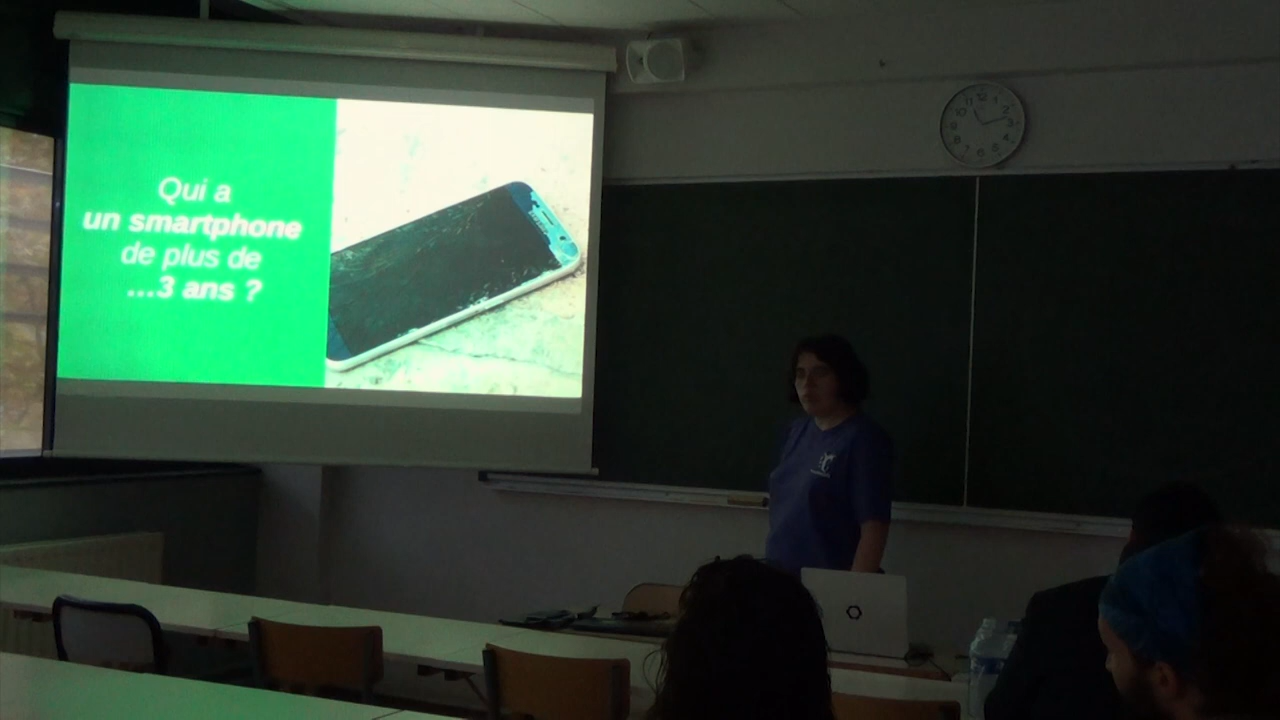 Qui a
un smartphone
de plus de
...3 ans ?